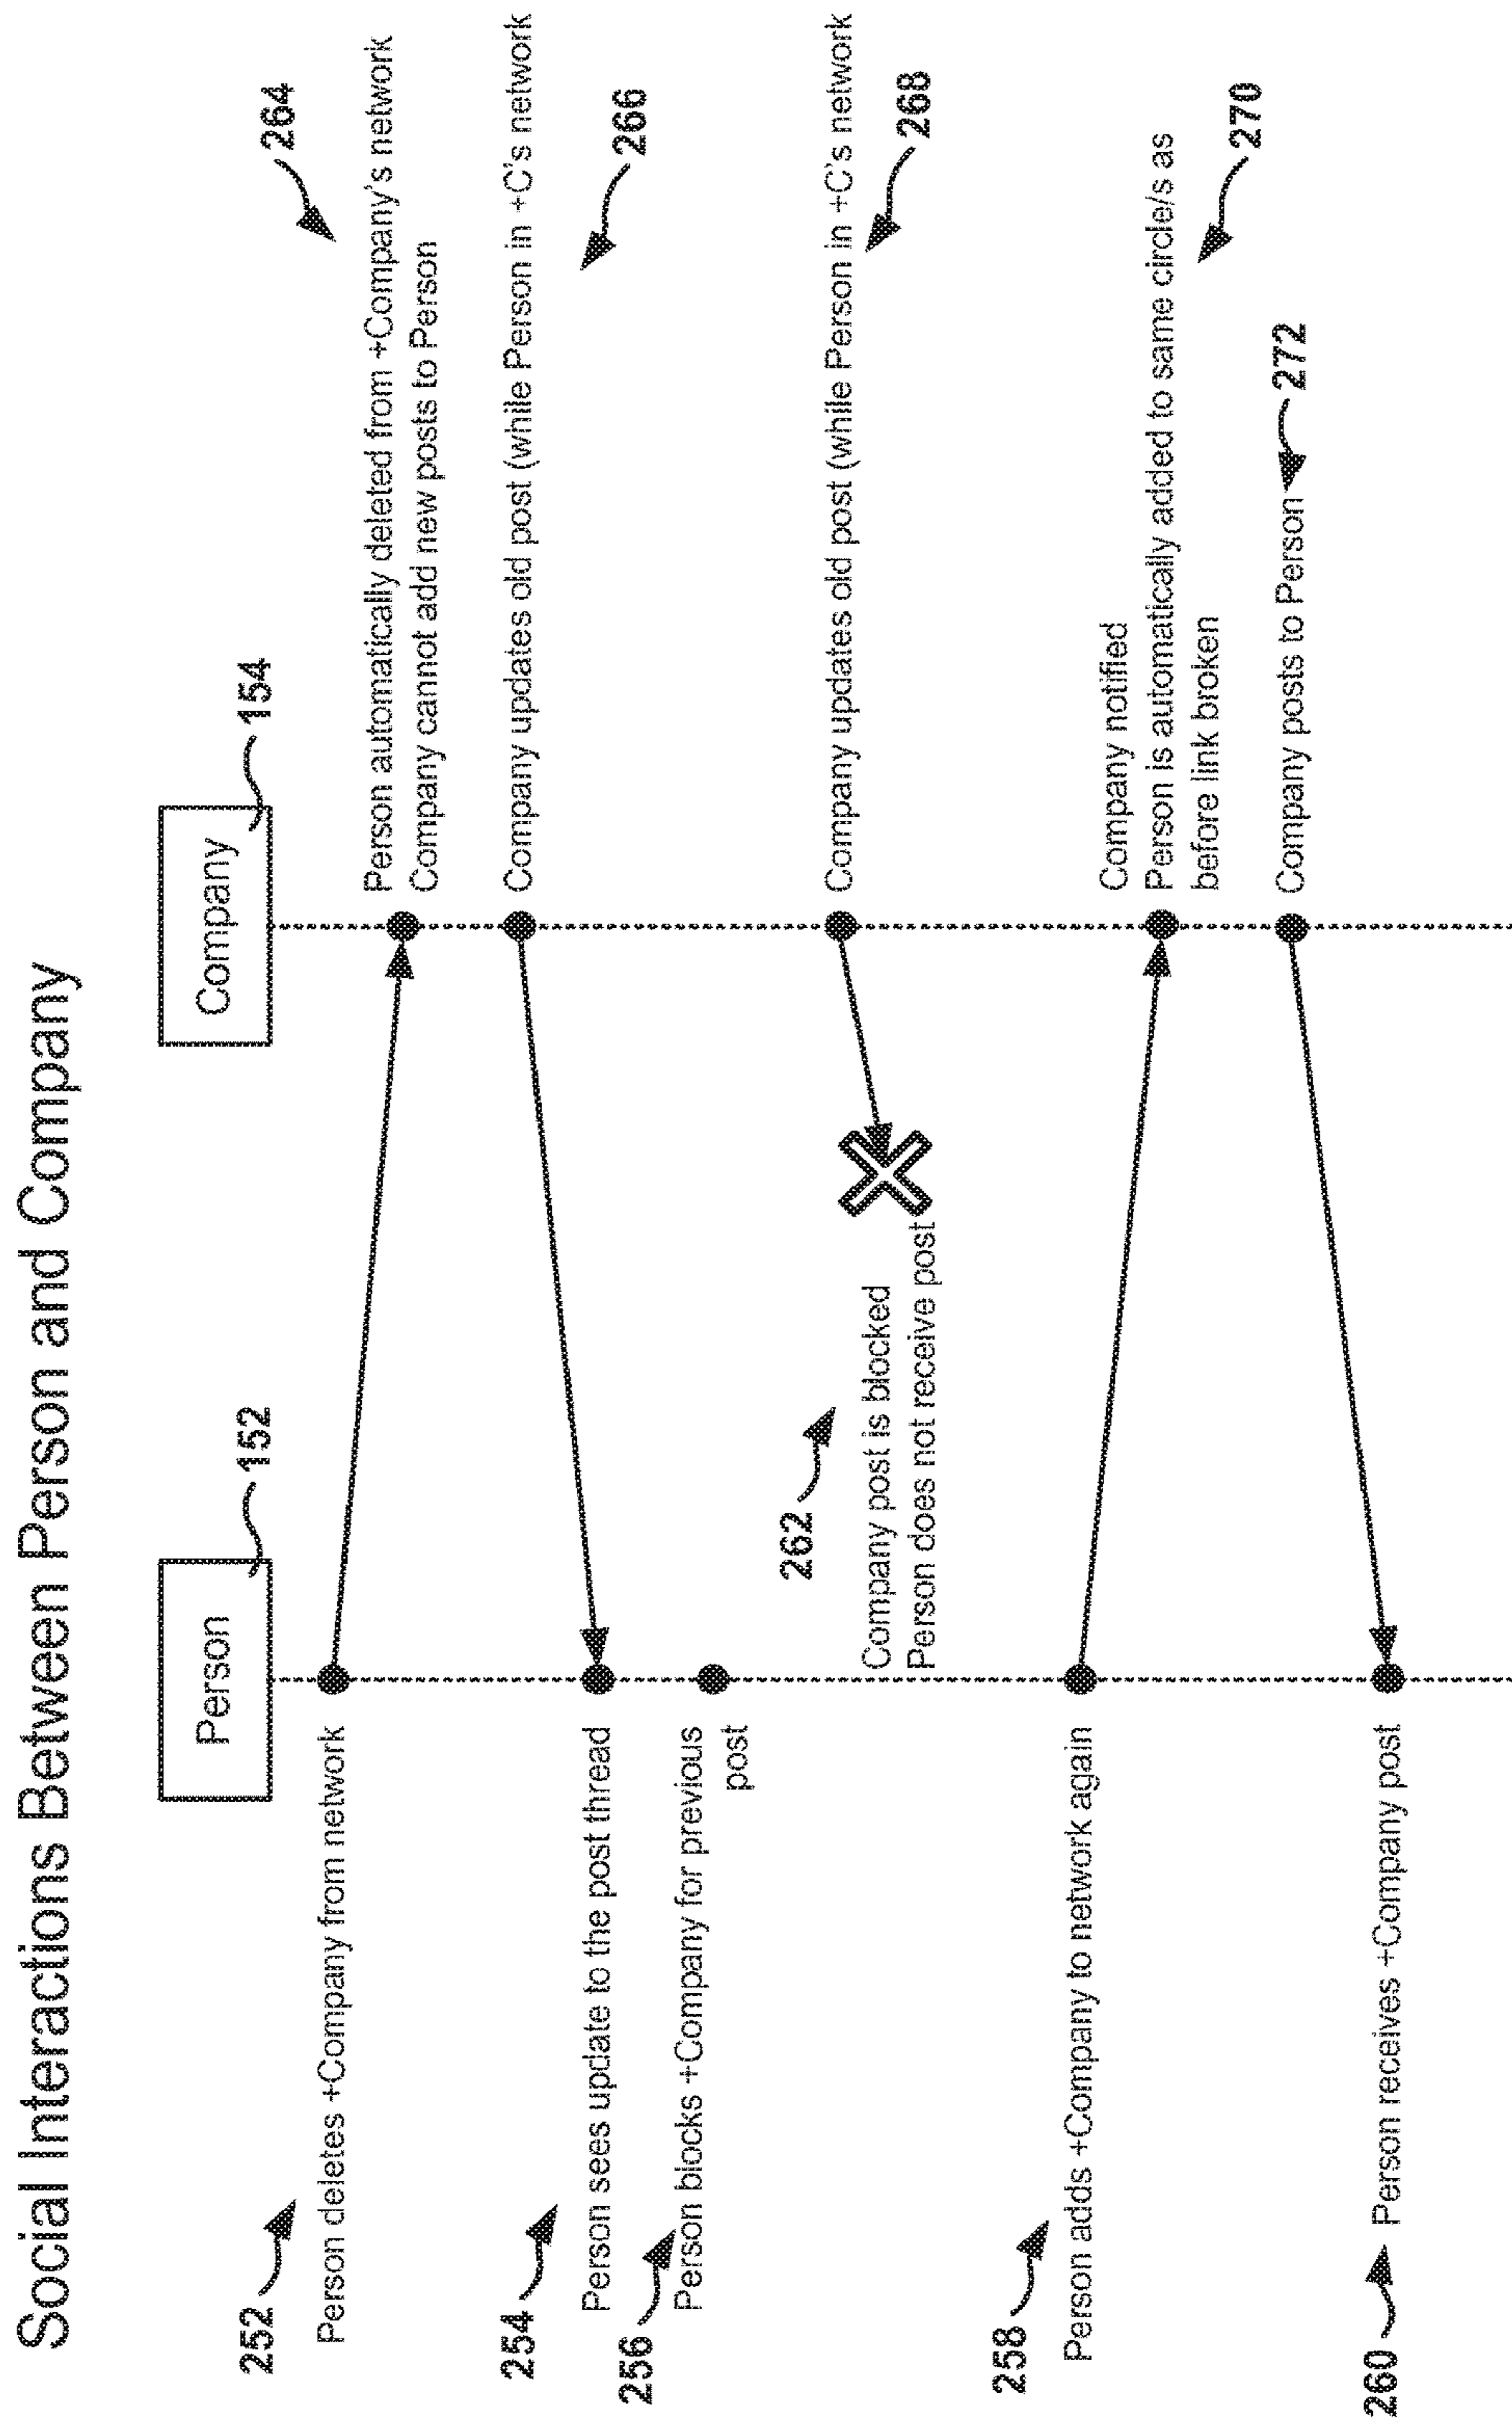 Social Interactions Between Person and Company
Person
152
Company
154
252
Person deletes +Company from network
264
Person automatically deleted from +Company's network
Company cannot add new posts to Person
Company updates old post (while Person in +C's network
266
254
Person sees update to the post thread
256
Person blocks +Company for previous
post
262
Company post is blocked
Person does not receive post
Company updates old post (while Person in +C's network
268
258
Person adds +Company to network again
Company notified
Person is automatically added to same circle/s as
before link broken
270
Company posts to Person
272
260
Person receives +Company post